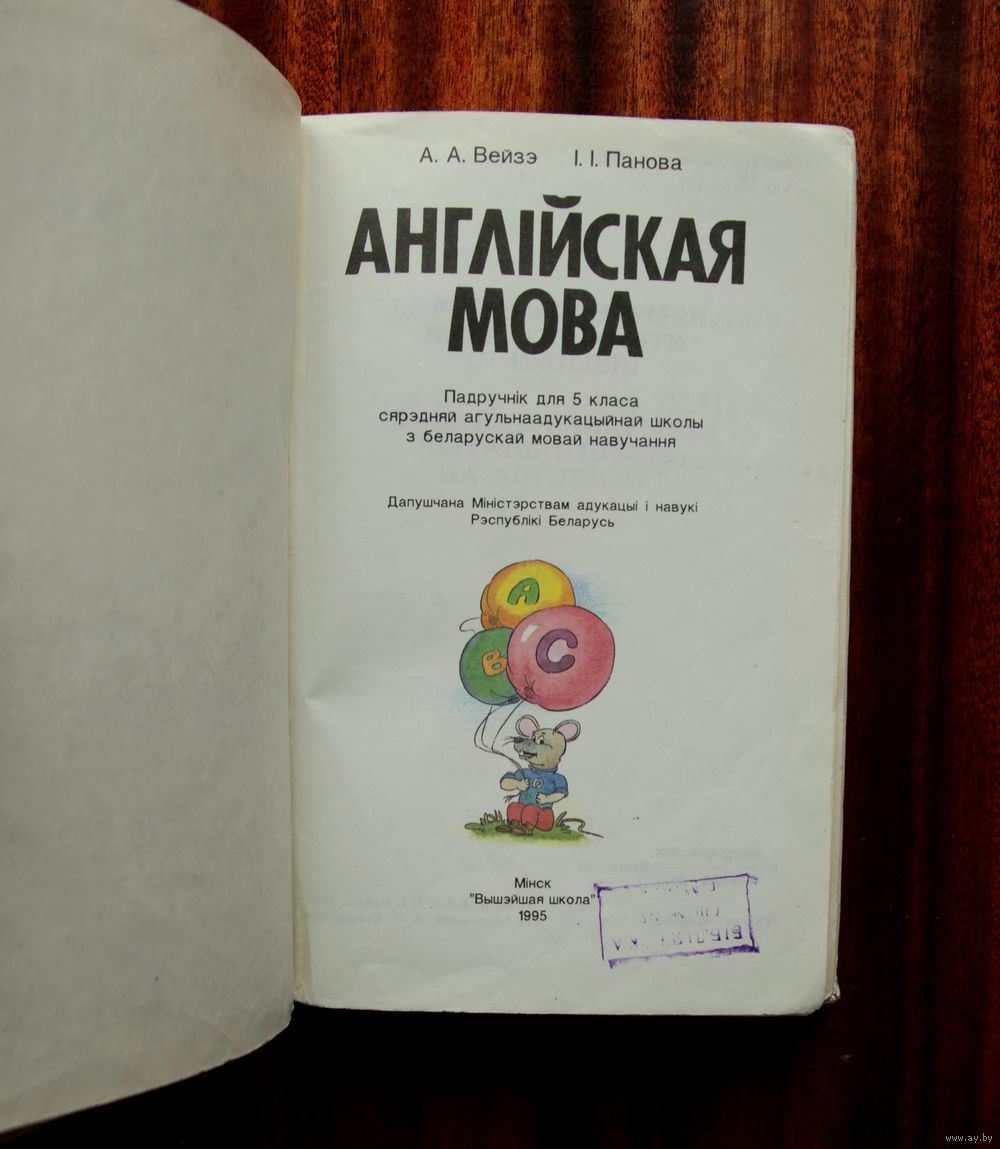 А. А. Вейзэ І. І. Панова
АНГЛІЙСКАЯ
МОВА
Падручнік для 5 класа
сярэдняй агульнаадукацыйнай школы
з беларускай мовай навучання
Дапушчана Міністэрствам адукацыі і навукі
Рэспублікі Беларусь
A
B
C
Мінск
"Вышэйшая школа"
1995
www.ay.by